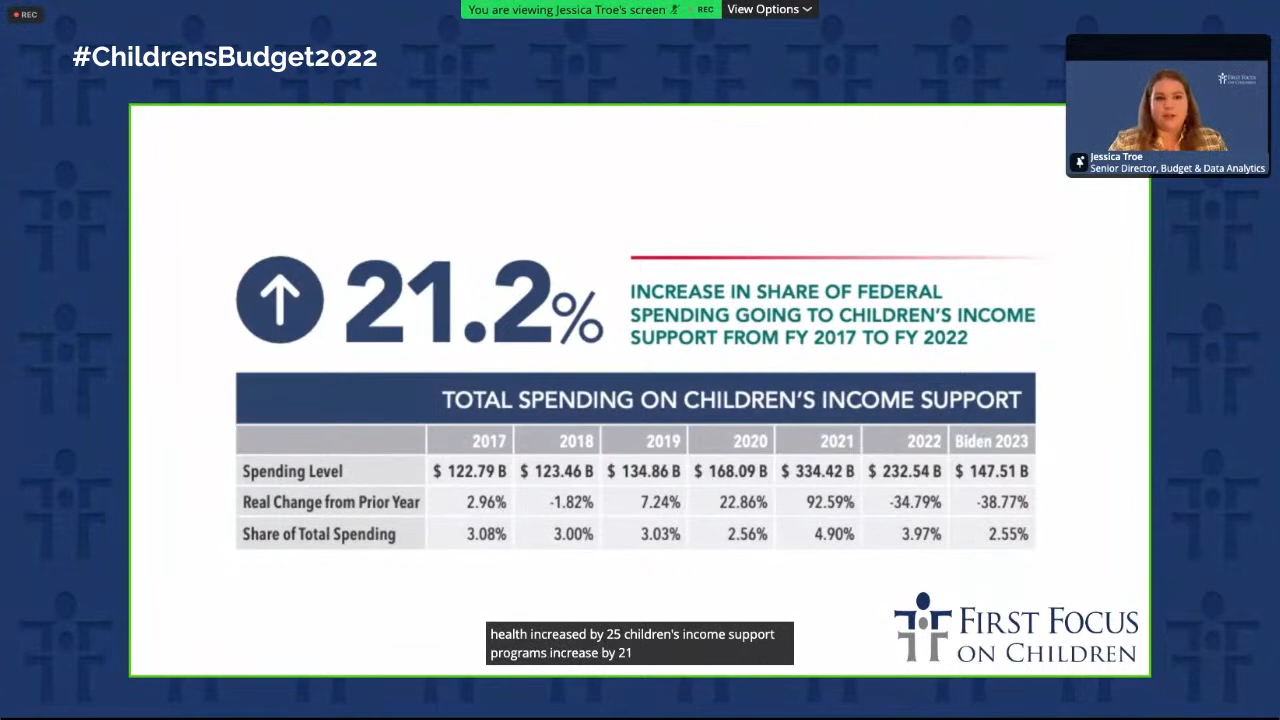 REC
You are viewing Jessica Troe's screen
REC
View Options
#ChildrensBudget2022
FIRST FOCUS
ON CHILDREN
Jessica Troe
Senior Director, Budget & Data Analytics
21.2%
INCREASE IN SHARE OF FEDERAL
SPENDING GOING TO CHILDREN'S INCOME
SUPPORT FROM FY 2017 TO FY 2022
TOTAL SPENDING ON CHILDREN'S INCOME SUPPORT
2017 2018 2019 2020 2021 2022 Biden 2023
Spending Level $ 122.79 B $ 123.46 B $ 134.86 B $ 168.09 B $ 334.42 B $ 232.54 B $ 147.51 B
Real Change from Prior Year 2.96% -1.82% 7.24% 22.86% 92.59% -34.79% -38.77%
Share of Total Spending 3.08% 3.00% 3.03% 2.56% 4.90% 3.97% 2.55%
health increased by 25 children's income support
programs increase by 21
FIRST FOCUS
ON CHILDREN